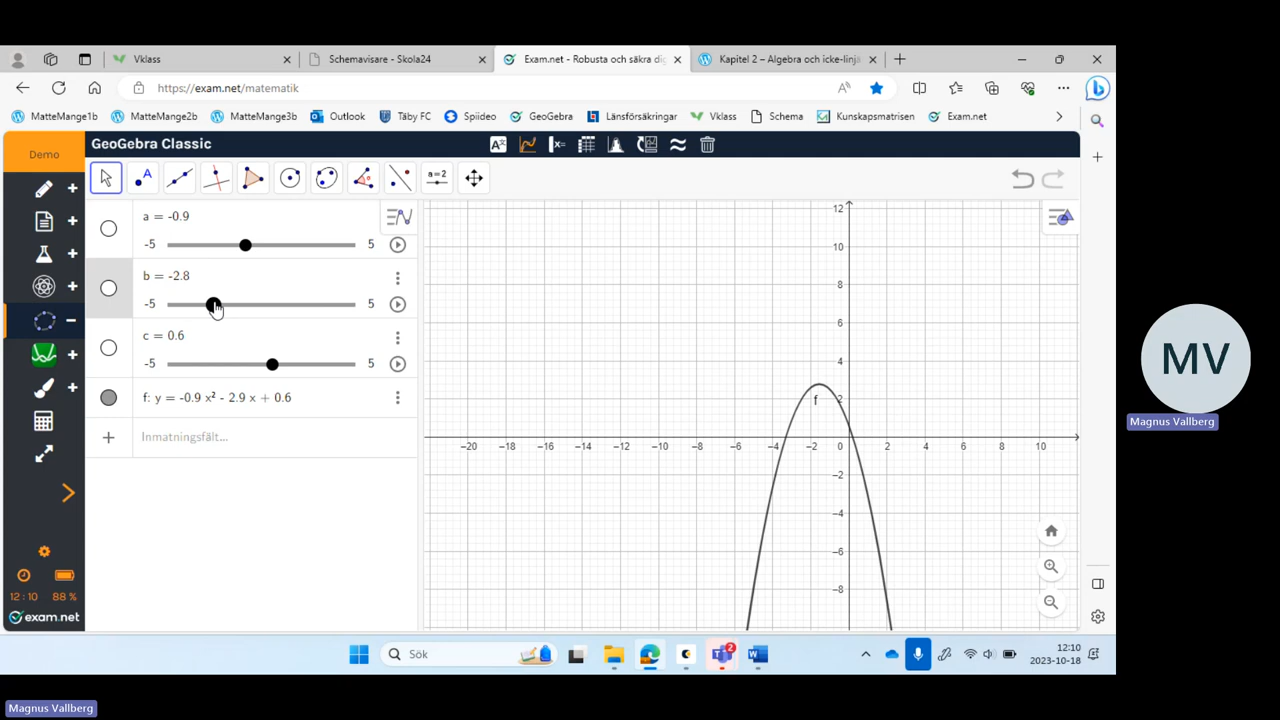 Vklass
Schemavisare - Skola24
Exam.net - Robusta och säkra di
Kapitel 2 – Algebra och icke-linjä
https://exam.net/matematik
MatteMange1b MatteMange2b MatteMange3b Outlook Täby FC Spiideo GeoGebra Länsförsäkringar Vklass Schema Kunskapsmatrisen Exam.net
Demo
GeoGebra Classic
a=2
a = -0.9
-5 5
b = -2.8
-5 5
c = 0.6
-5 5
f: y = -0.9 x² - 2.9 x + 0.6
Inmatningsfält...
12
10
8
6
4
2
f
−20 −18 −16 −14 −12 −10 −8 −6 −4 −2 0 2 4 6 8 10
−2
−4
−6
−8
12:10 88 %
exam.net
Sök
2
12:10
2023-10-18
MV
Magnus Vallberg
Magnus Vallberg